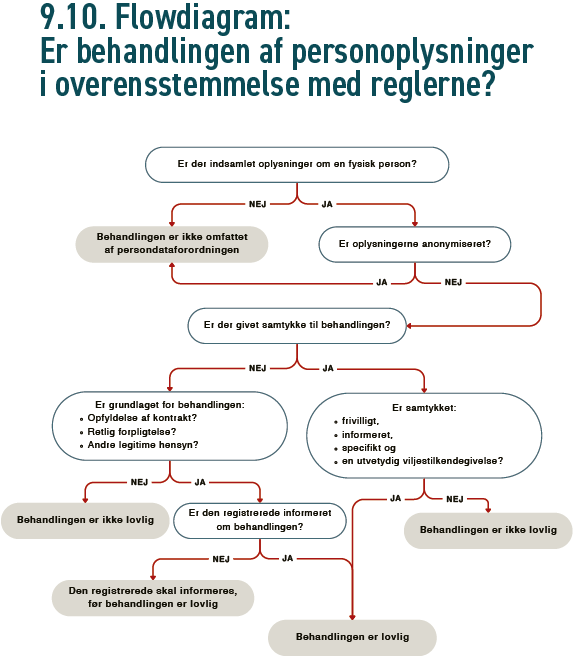 9.10. Flowdiagram:
Er behandlingen af personoplysninger
i overensstemmelse med reglerne?
Er der indsamlet oplysninger om en fysisk person?
NEJ
JA
Behandlingen er ikke omfattet
af persondataforordningen
Er oplysningerne anonymiseret?
JA
NEJ
Er der givet samtykke til behandlingen?
NEJ
JA
Er grundlaget for behandlingen:
• Opfyldelse af kontrakt?
• Retlig forpligtelse?
• Andre legitime hensyn?
Er samtykket:
• frivilligt,
• informeret,
• specifikt og
• en utvetydig viljestilkendegivelse?
NEJ
JA
JA
NEJ
Behandlingen er ikke lovlig
Er den registrerede informeret
om behandlingen?
Behandlingen er ikke lovlig
NEJ
JA
Den registrerede skal informeres,
før behandlingen er lovlig
Behandlingen er lovlig